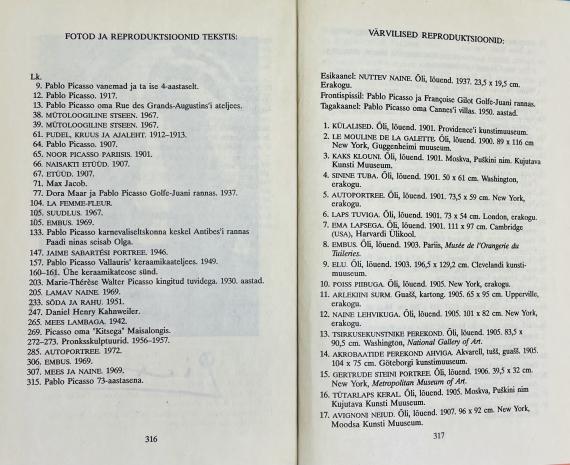 FOTOD JA REPRODUKTSIOONID TEKSTIS:
Lk.
9. Pablo Picasso vanemad ja ta ise 4-aastaselt.
12. Pablo Picasso. 1917.
13. Pablo Picasso oma Rue des Grands-Augustins'i ateljees.
38. MÜTOLOOGILINE STSEEN. 1967.
39. MÜTOLOOGILINE STSEEN. 1967.
61. PUDEL, KRUUS JA AJALEHT. 1912–1913.
64. Pablo Picasso. 1907.
65. NOOR PICASSO PARIISIS. 1901.
66. NAISAKTI ETÜÜD. 1907.
67. ETÜÜD. 1907.
71. Max Jacob.
77. Dora Maar ja Pablo Picasso Golfe-Juani rannas. 1937.
104. LA FEMME-FLEUR.
105. SUUDLUS. 1967.
105. EMBUS. 1969.
133. Pablo Picasso karnevaliseltskonna keskel Antibes'i rannas
Paadi ninas seisab Olga.
147. JAIME SABARTÉSI PORTREE. 1946.
157. Pablo Picasso Vallauris' keraamikaateljees. 1949.
160–161. Ühe keraamikateose sünd.
203. Marie-Thérèse Walter Picasso kingitud tuvidega. 1930. aastad.
205. LAMAV NAINE. 1969.
233. SÕDA JA RAHU. 1951.
247. Daniel Henry Kahnweiler.
265. MEES LAMBAGA. 1942.
269. Picasso oma "Kitsega" Maisalongis.
272–273. Pronksskulptuurid. 1956–1957.
285. AUTOPORTREE. 1972.
306. EMBUS. 1969.
307. MEES JA NAINE. 1969.
315. Pablo Picasso 73-aastasena.
316
VÄRVILISED REPRODUKTSIOONID:
Esikaanel: NUTTEV NAINE. Õli, lõuend. 1937. 23,5 x 19,5 cm.
Erakogu.
Frontispissil: Pablo Picasso ja Françoise Gilot Golfe-Juani rannas.
Tagakaanel: Pablo Picasso oma Cannes'i villas. 1950. aastad.
1. KÜLALISED. Õli, lõuend. 1901. Providence'i kunstimuuseum.
2. LE MOULINE DE LA GALETTE. Õli, lõuend. 1900. 89 x 116 cm
New York, Guggenheimi muuseum.
3. KAKS KLOUNI. Õli, lõuend. 1901. Moskva, Puškini nim. Kujutava
Kunsti Muuseum.
4. SININE TUBA. Õli, lõuend. 1901. 50 x 61 cm. Washington,
erakogu.
5. AUTOPORTREE. Õli, lõuend. 1901. 73,5 x 59 cm. New York,
erakogu.
6. LAPS TUVIGA. Õli, lõuend. 1901. 73 x 54 cm. London, erakogu.
7. EMA LAPSEGA. Õli, lõuend. 1901. 111 x 97 cm. Cambridge
(USA), Harvardi Ülikool.
8. EMBUS. Õli, lõuend. 1903. Pariis, Musée de l'Orangerie du
Tuileries.
9. ELU. Õli, lõuend. 1903. 196,5 x 129,2 cm. Clevelandi kunsti-
muuseum.
10. POISS PIIBUGA. Õli, lõuend. 1905. New York, erakogu.
11. ARLEKIINI SURM. Guašš, kartong. 1905. 65 x 95 cm. Upperville,
erakogu.
12. NAINE LEHVIKUGA. Õli, lõuend. 1905. 101 x 82 cm. New York,
erakogu.
13. TSIRKUSEKUNSTNIKE PEREKOND. Õli, lõuend. 1905. 83,5 x
90,5 cm. Washington, National Gallery of Art.
14. AKROBAATIDE PEREKOND AHVIGA. Akvarell, tušš, guašš. 1905.
104 x 75 cm. Göteborgi kunstimuuseum.
15. GERTRUDE STEINI PORTREE. Õli, lõuend. 1906. 39,5 x 32 cm.
New York, Metropolitan Museum of Art.
16. TÜTARLAPS KERAL. Õli, lõuend. 1905. Moskva, Puškini nim
Kujutava Kunsti Muuseum.
17. AVIGNONI NEIUD. Õli, lõuend. 1907. 96 x 92 cm. New York,
Moodsa Kunsti Muuseum.
317